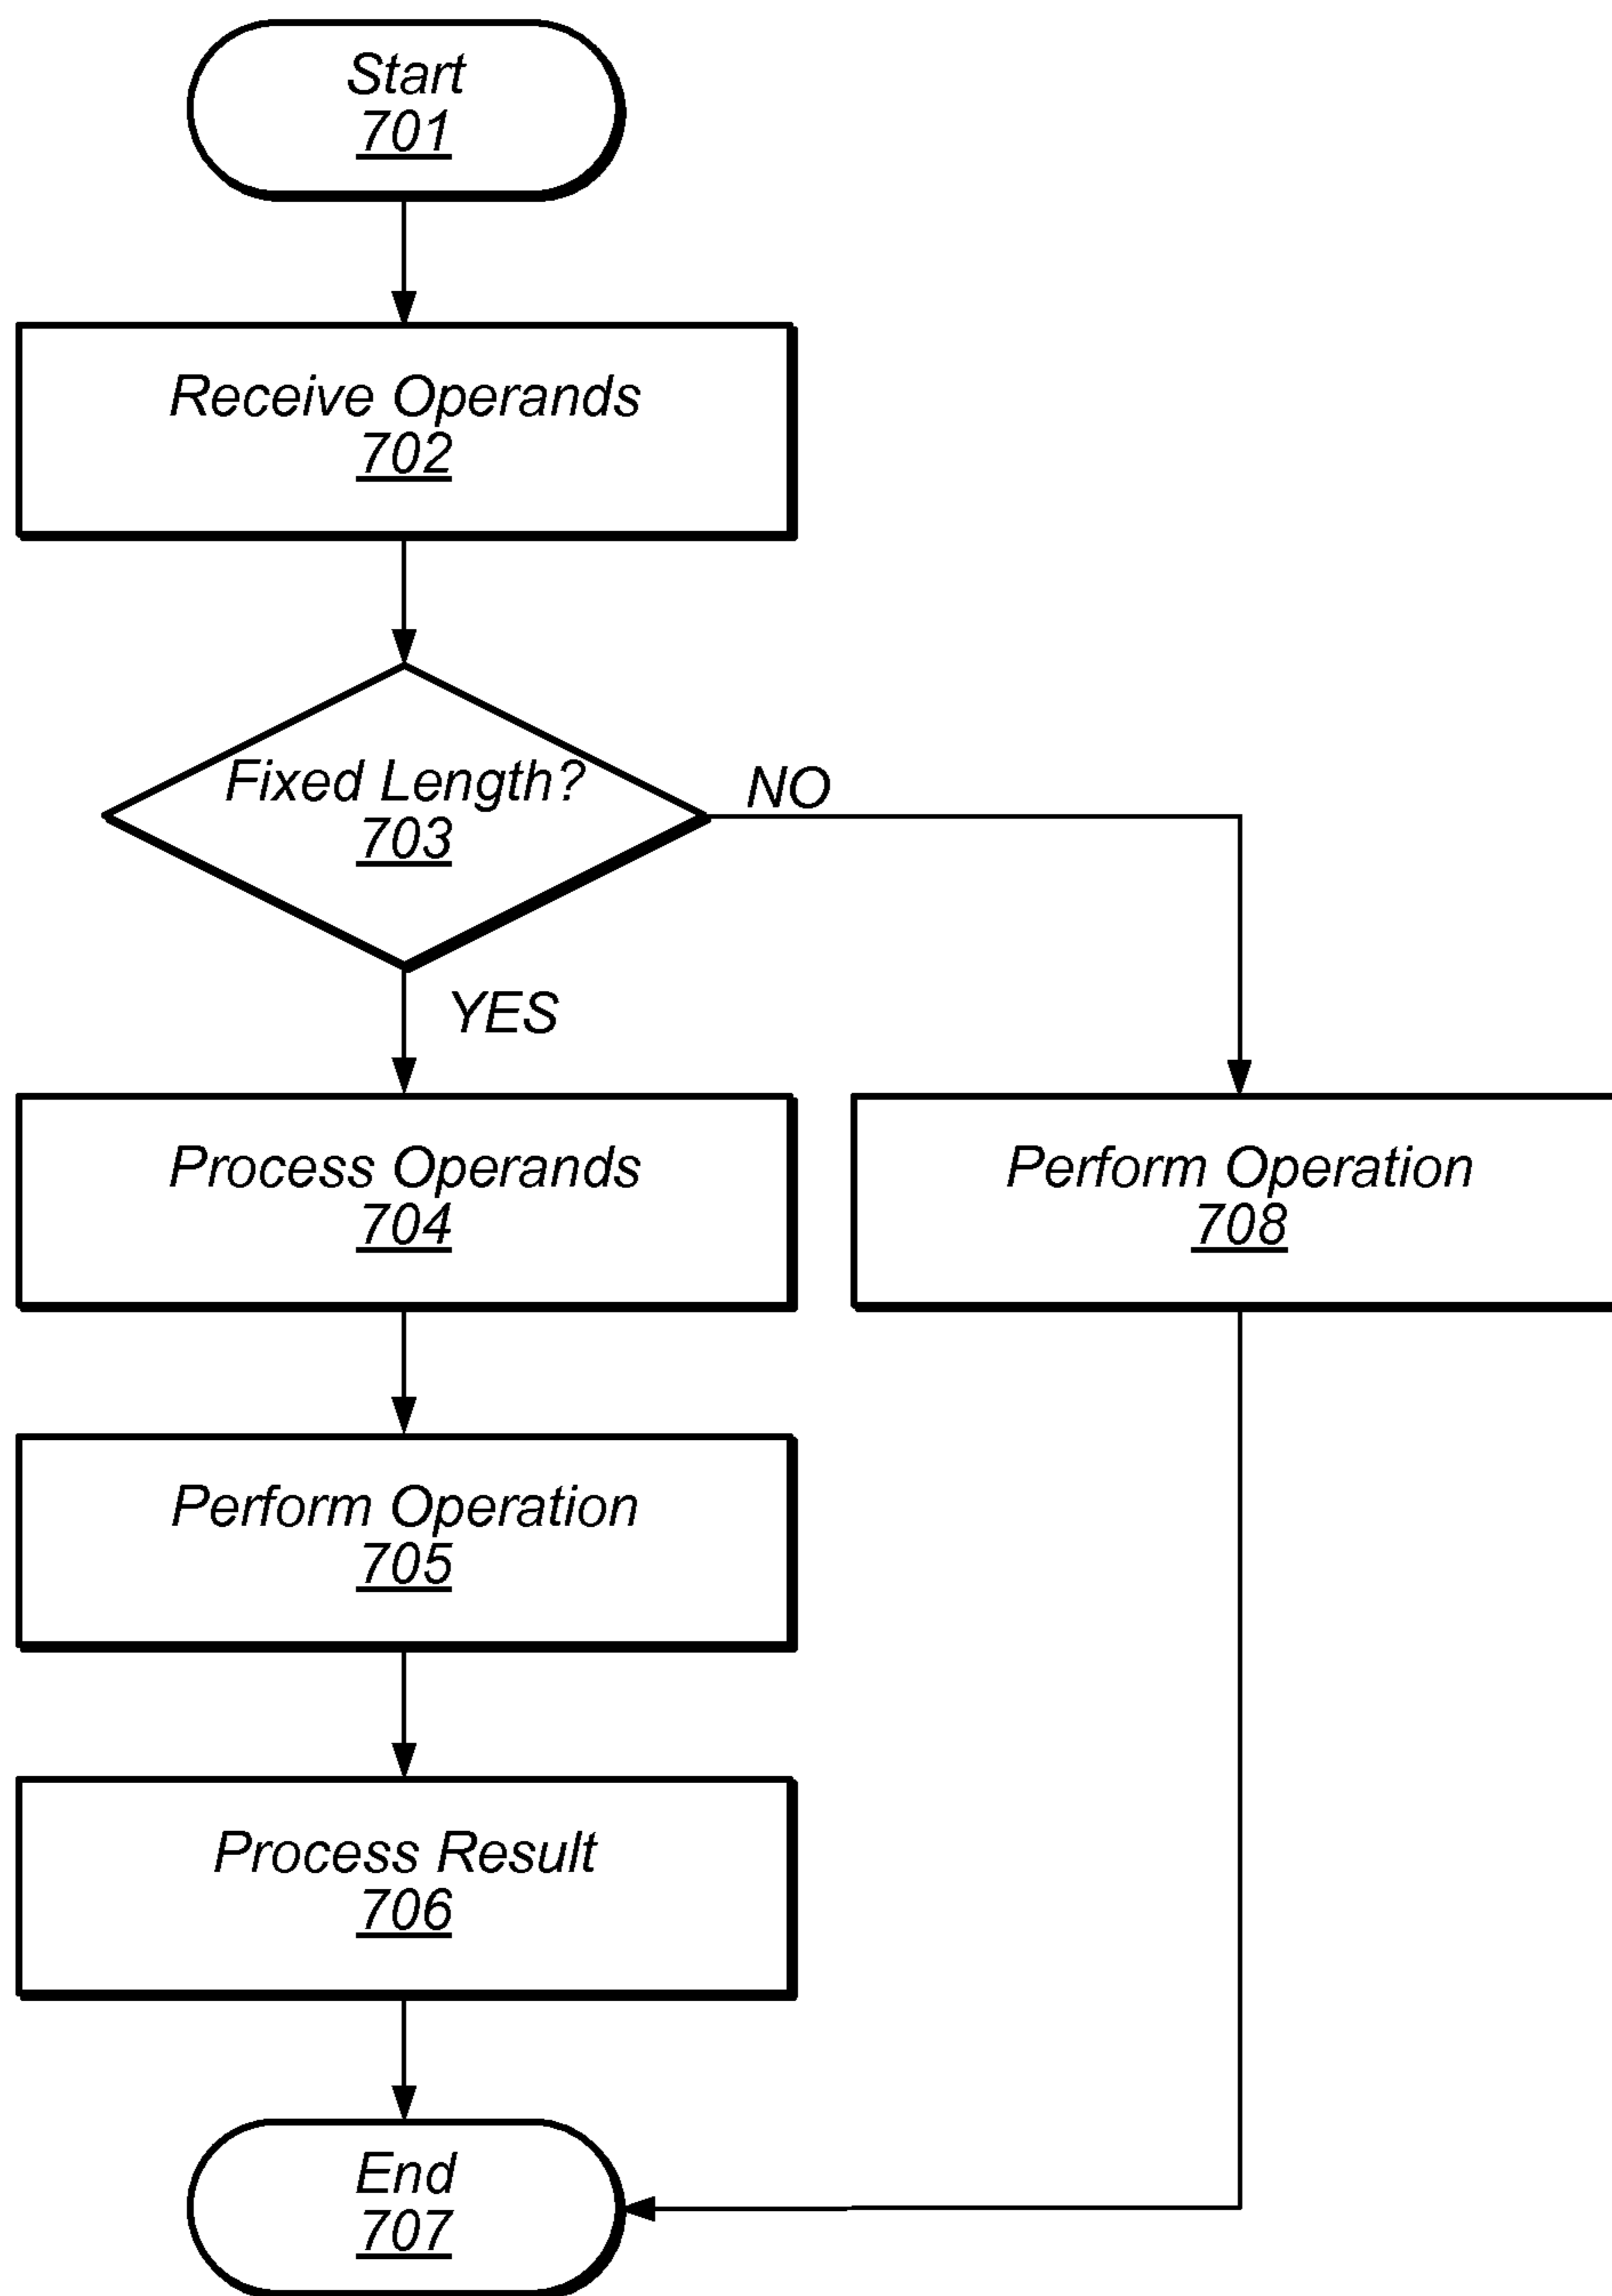 Start
701
Receive Operands
702
Fixed Length?
703
NO
YES
Process Operands
704
Perform Operation
708
Perform Operation
705
Process Result
706
End
707